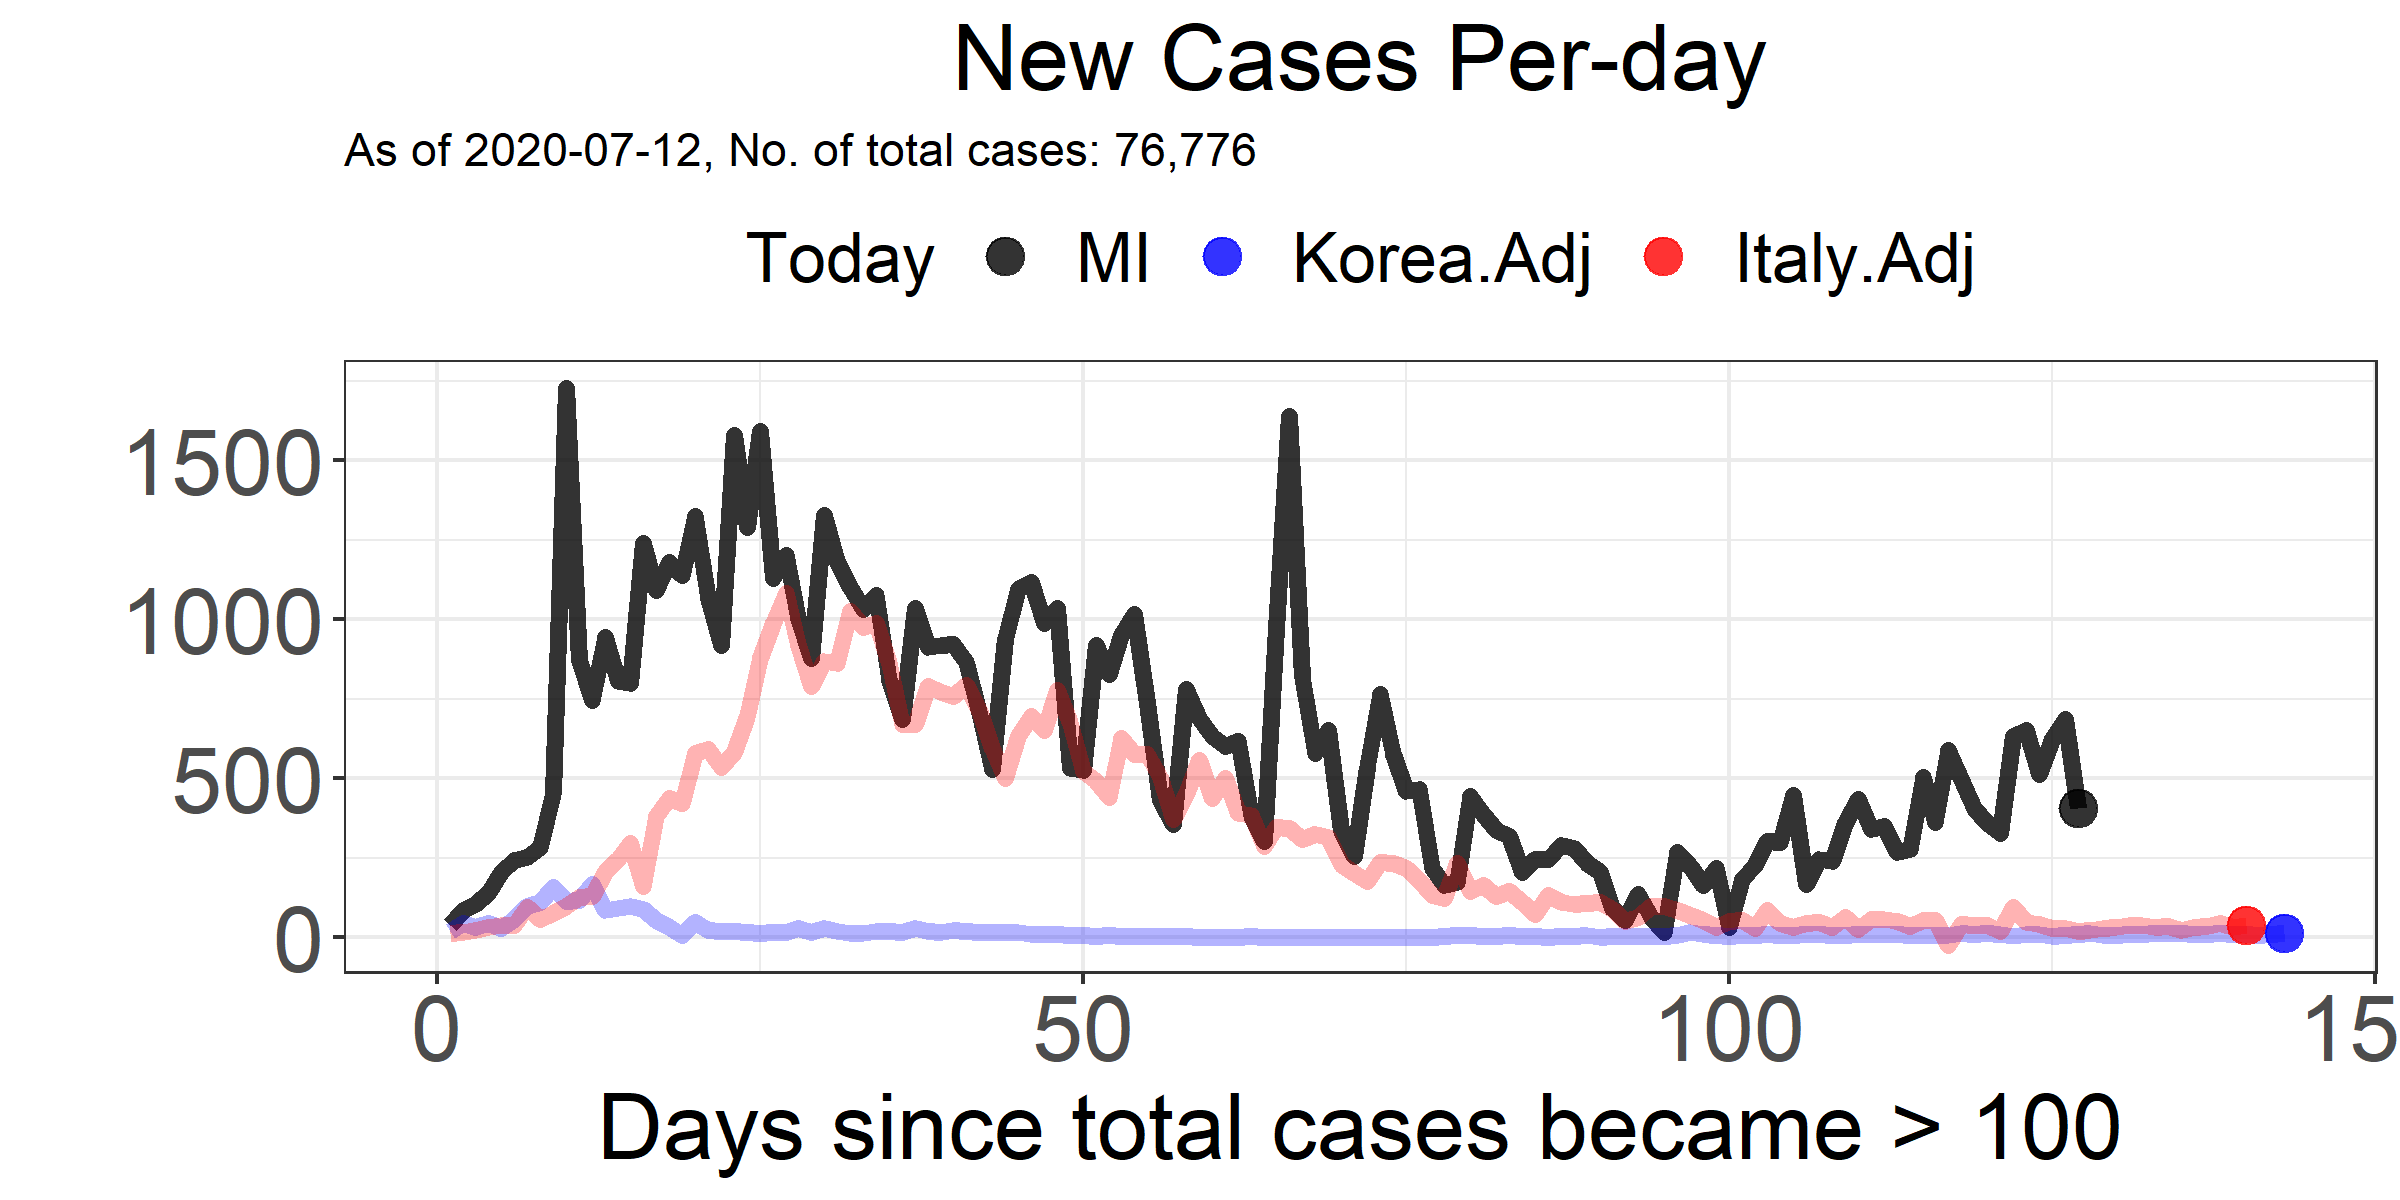 New Cases Per-day
As of 2020-07-12, No. of total cases: 76,776
Today MI Korea.Adj Italy.Adj
1500
1000
500
0
0 50 100 15
Days since total cases became > 100